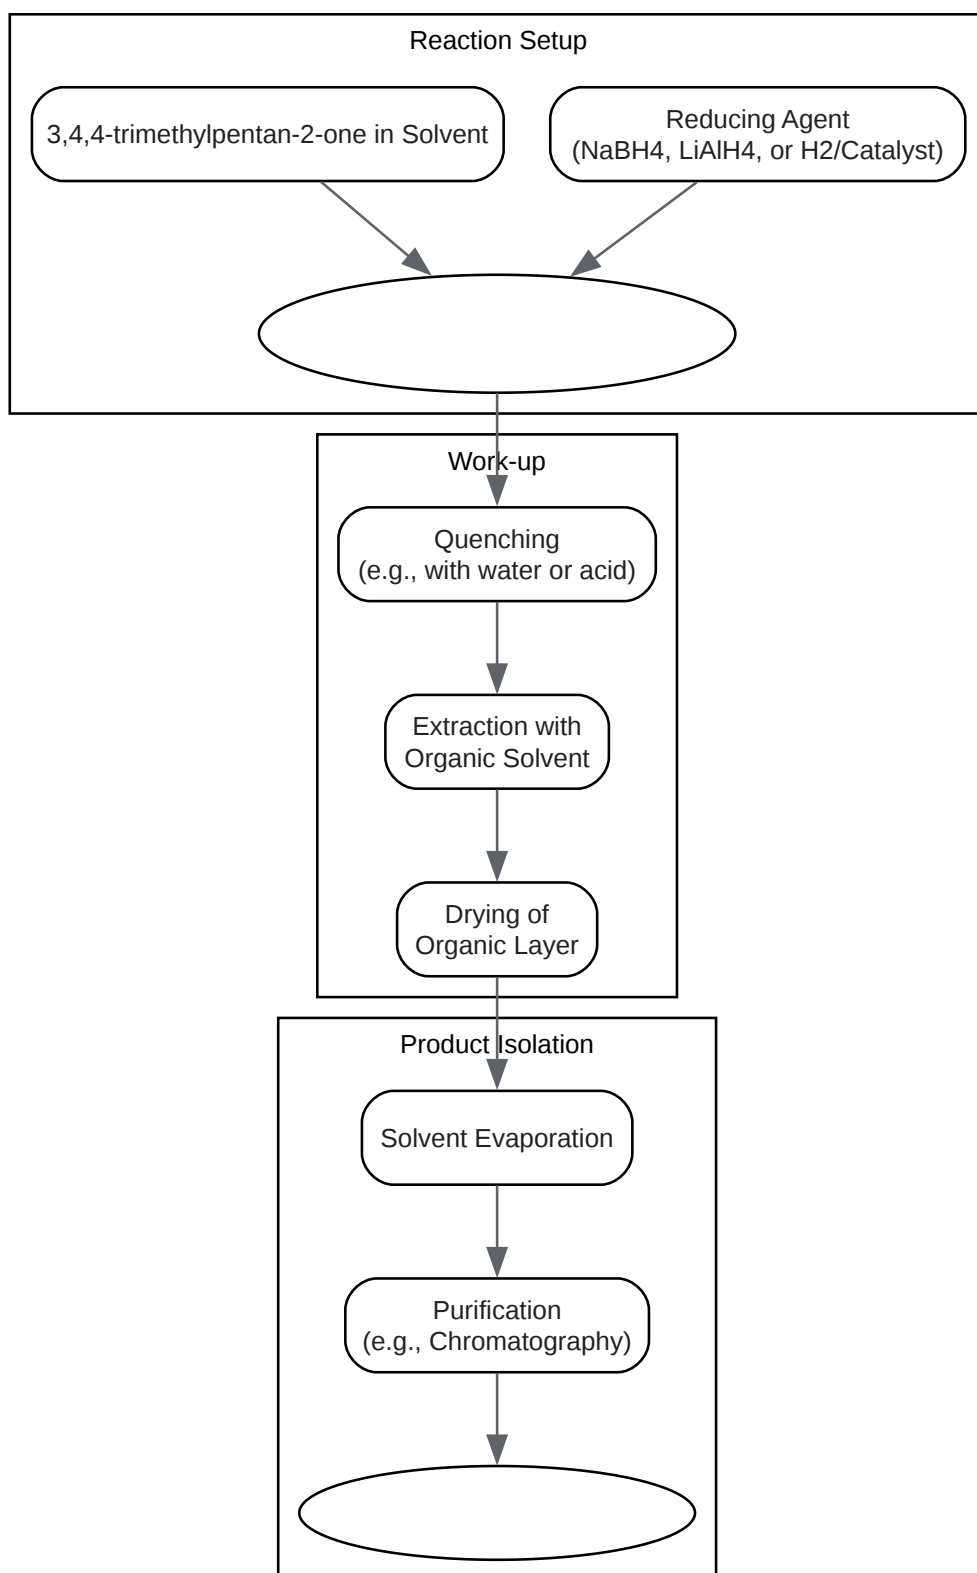 Reaction Setup
3,4,4-trimethylpentan-2-one in Solvent
Reducing Agent
(NaBH4, LiAlH4, or H2/Catalyst)
Work-up
Quenching
(e.g., with water or acid)
Extraction with
Organic Solvent
Drying of
Organic Layer
Product Isolation
Solvent Evaporation
Purification
(e.g., Chromatography)